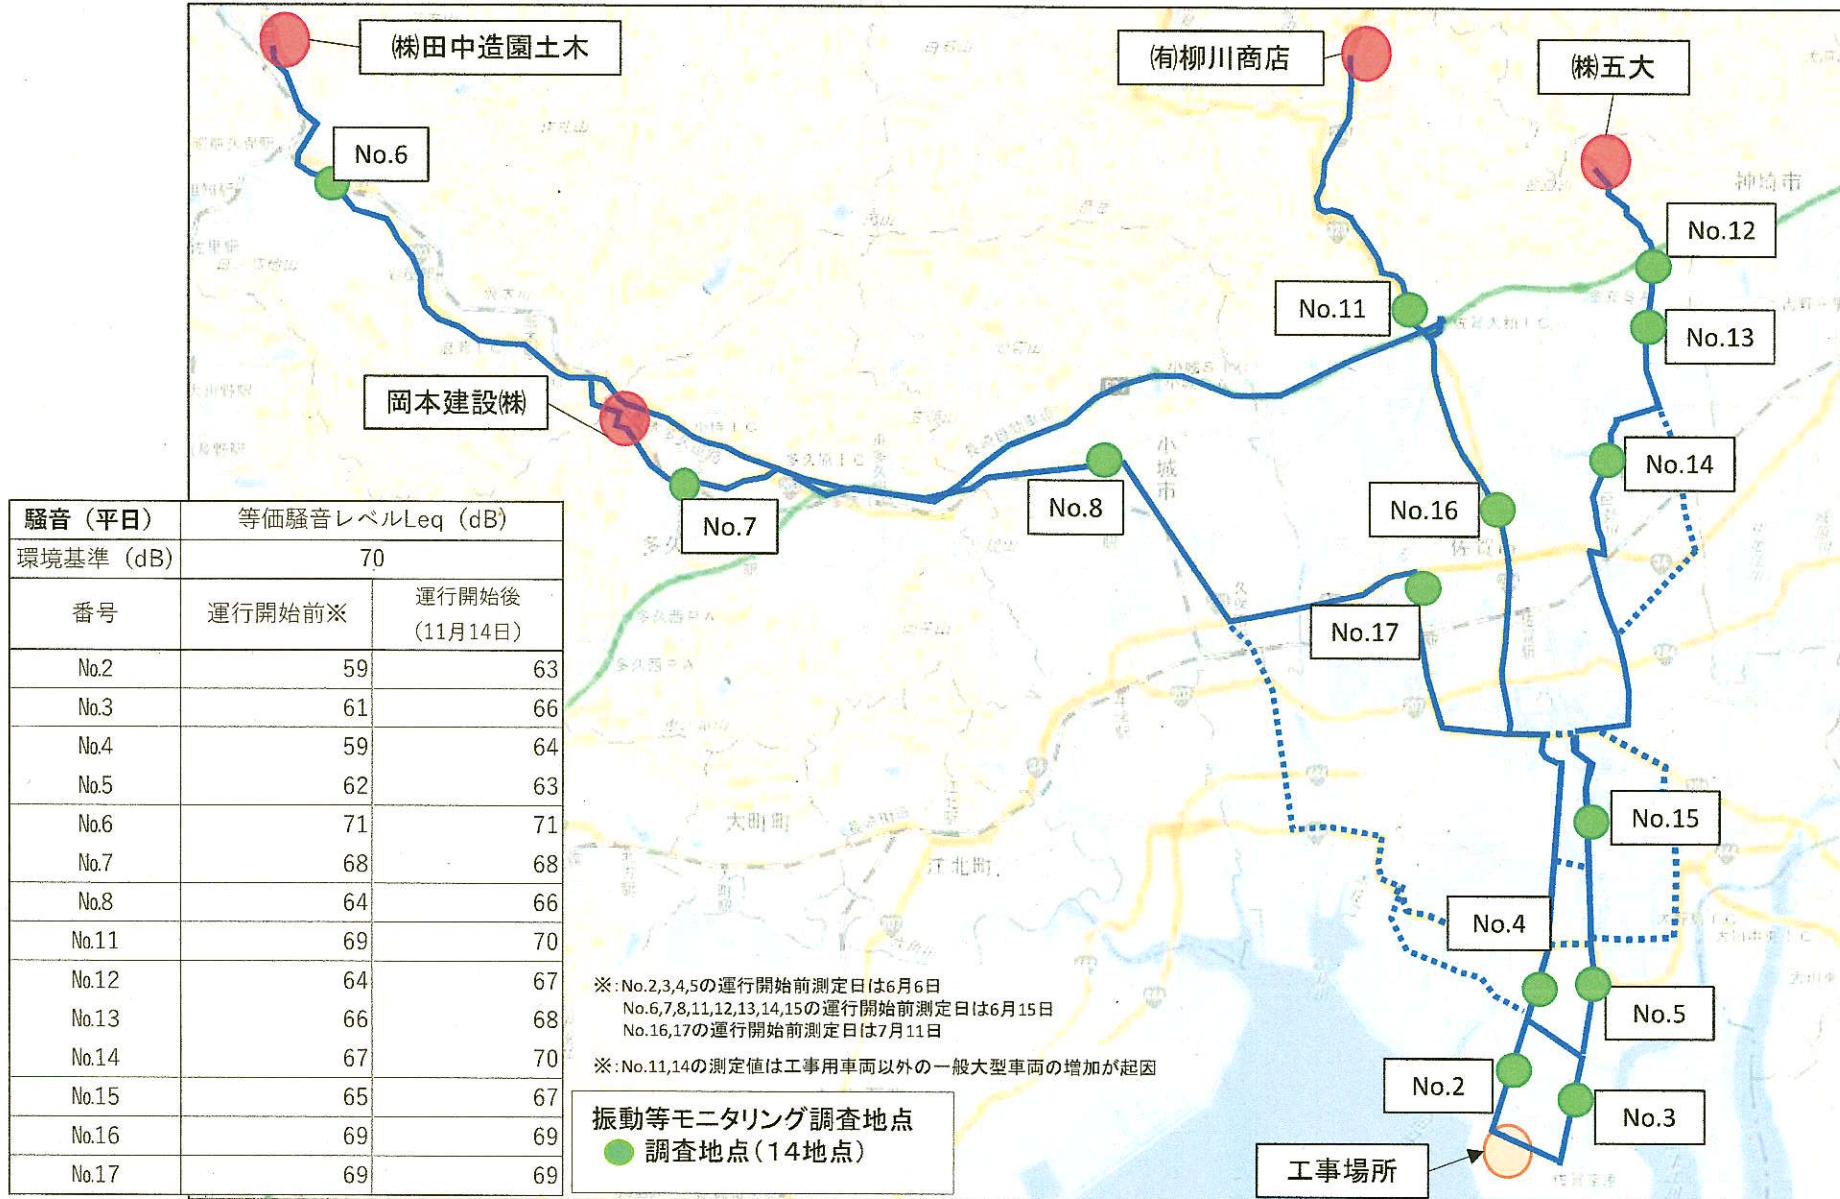 ㈱田中造園土木
㈲柳川商店
㈱五大
No.6
神埼市
No.12
No.11
No.13
岡本建設㈱
小城市
No.14
No.8
No.16
No.7
No.17
騒音（平日）
等価騒音レベルLeq（dB）
環境基準（dB）
70
番号
運行開始前※
運行開始後
（11月14日）
No.2 59 63
No.3 61 66
No.4 59 64
No.5 62 63
No.6 71 71
No.7 68 68
No.8 64 66
No.11 69 70
No.12 64 67
No.13 66 68
No.14 67 70
No.15 65 67
No.16 69 69
No.17 69 69
多久西ＰＡ
多久西ＰＡ
大町町
江北町
No.15
No.4
No.5
No.2
No.3
※：No.2,3,4,5の運行開始前測定日は6月6日
No.6,7,8,11,12,13,14,15の運行開始前測定日は6月15日
No.16,17の運行開始前測定日は7月11日
※：No.11,14の測定値は工事用車両以外の一般大型車両の増加が起因
振動等モニタリング調査地点
調査地点（14地点）
工事場所